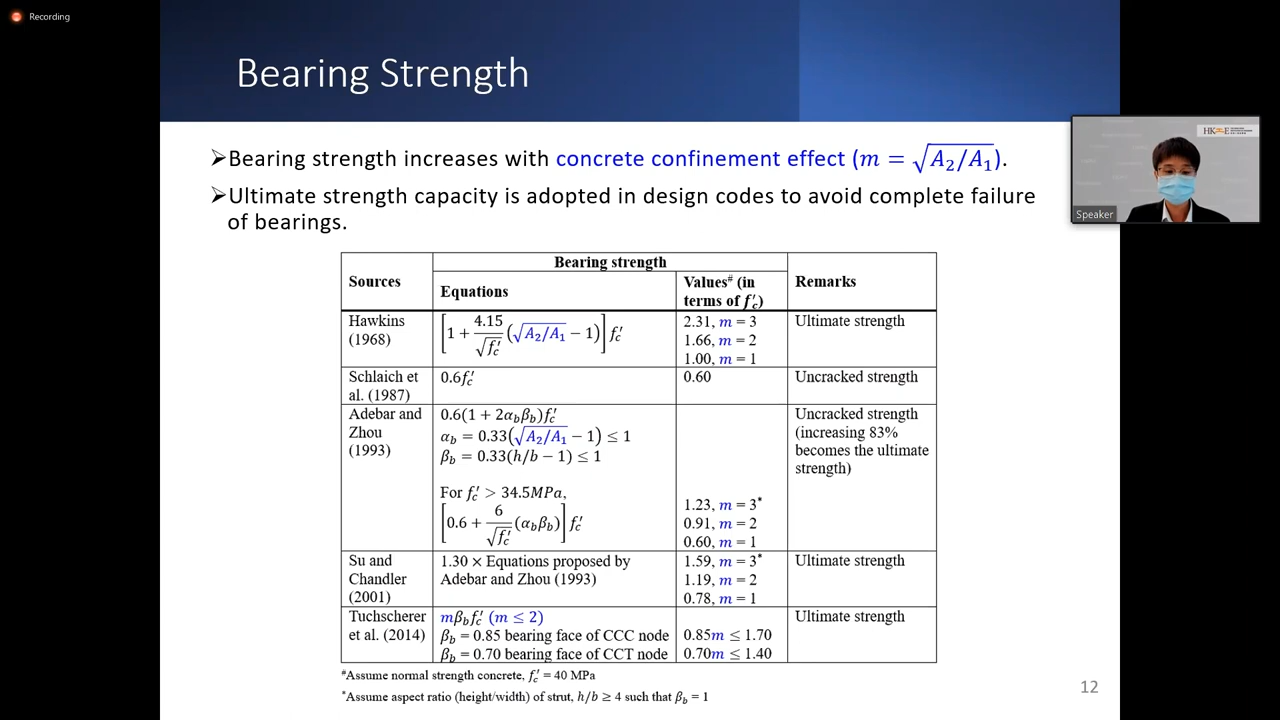 Recording
Bearing Strength
➢Bearing strength increases with concrete confinement effect (m = √A₂/A₁).
➢Ultimate strength capacity is adopted in design codes to avoid complete failure
of bearings.
HK
E
Speaker
Sources
Bearing strength
Equations
Values# (in
terms of f′c)
Remarks
Hawkins
(1968)
[1 + 4.15/√f′c (√A₂/A₁ − 1)] f′c
2.31, m = 3
1.66, m = 2
1.00, m = 1
Ultimate strength
Schlaich et
al. (1987)
0.6f′c
0.60
Uncracked strength
Adebar and
Zhou
(1993)
0.6(1 + 2αbβb)f′c
αb = 0.33(√A₂/A₁ − 1) ≤ 1
βb = 0.33(h/b − 1) ≤ 1
For f′c > 34.5MPa,
[0.6 + 6/√f′c (αbβb)] f′c
1.23, m = 3*
0.91, m = 2
0.60, m = 1
Uncracked strength
(increasing 83%
becomes the ultimate
strength)
Su and
Chandler
(2001)
1.30 × Equations proposed by
Adebar and Zhou (1993)
1.59, m = 3*
1.19, m = 2
0.78, m = 1
Ultimate strength
Tuchscherer
et al. (2014)
mβbf′c (m ≤ 2)
βb = 0.85 bearing face of CCC node
βb = 0.70 bearing face of CCT node
0.85m ≤ 1.70
0.70m ≤ 1.40
Ultimate strength
#Assume normal strength concrete, f′c = 40 MPa
*Assume aspect ratio (height/width) of strut, h/b ≥ 4 such that βb = 1
12